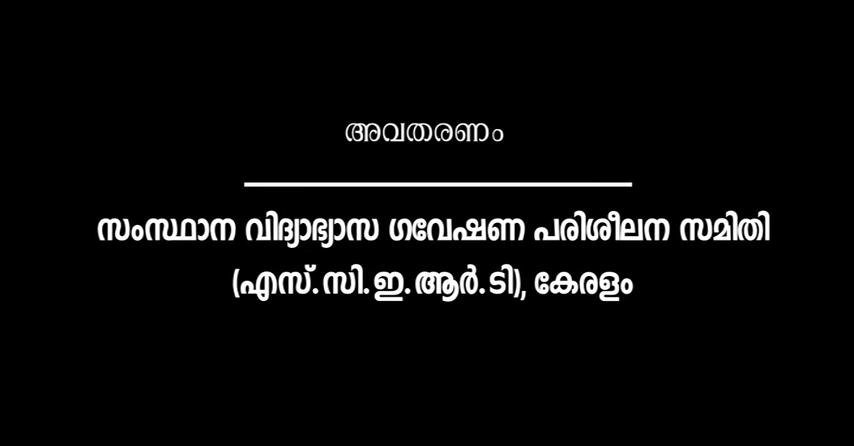 അവതരണം
സംസ്ഥാന വിദ്യാഭ്യാസ ഗവേഷണ പരിശീലന സമിതി
(എസ്.സി.ഇ.ആർ.ടി), കേരളം